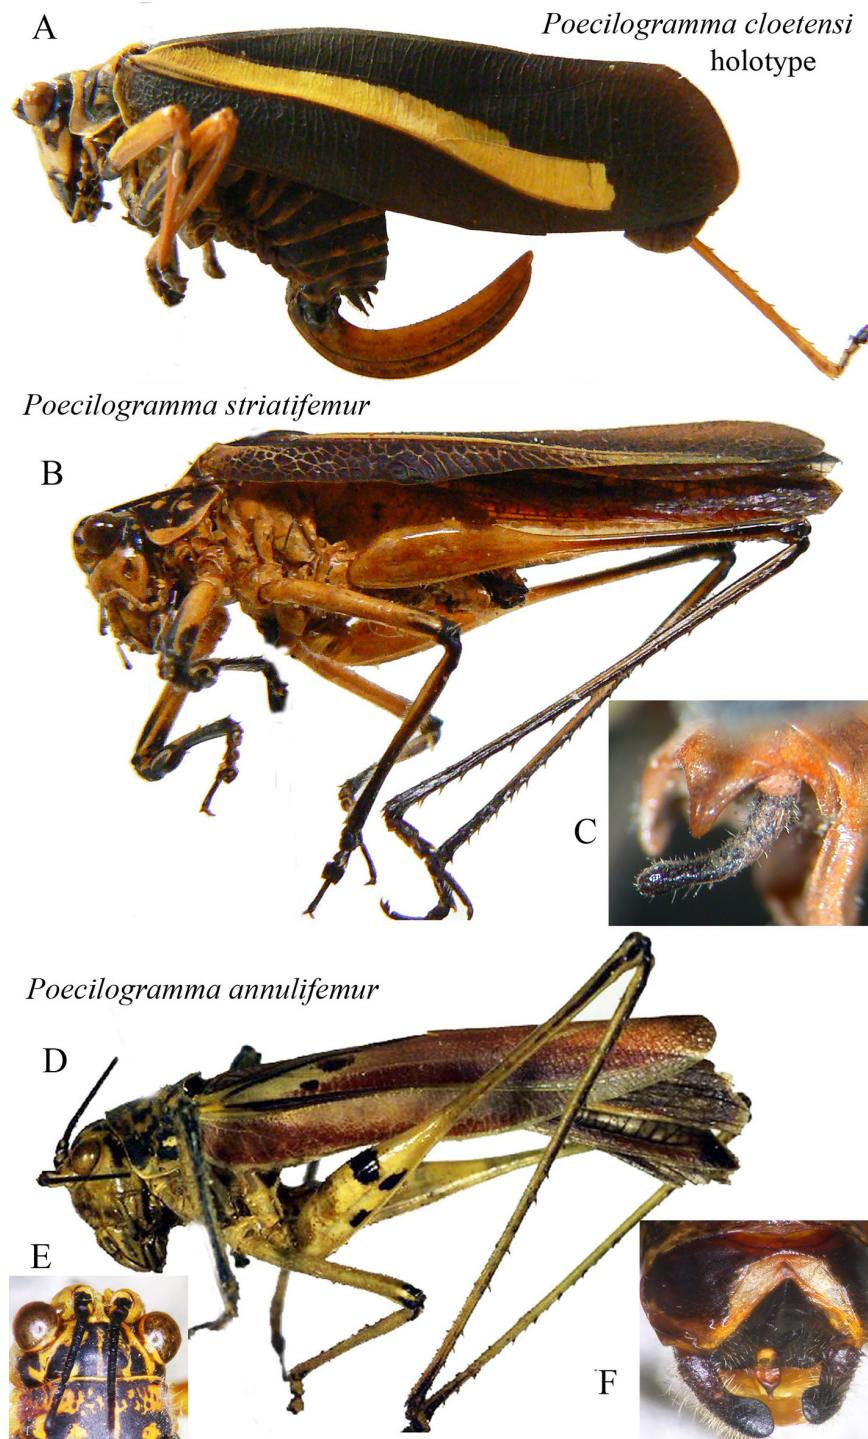 A
Poecilogramma cloetensi
holotype
Poecilogramma striatifemur
B
C
Poecilogramma annulifemur
D
E
F